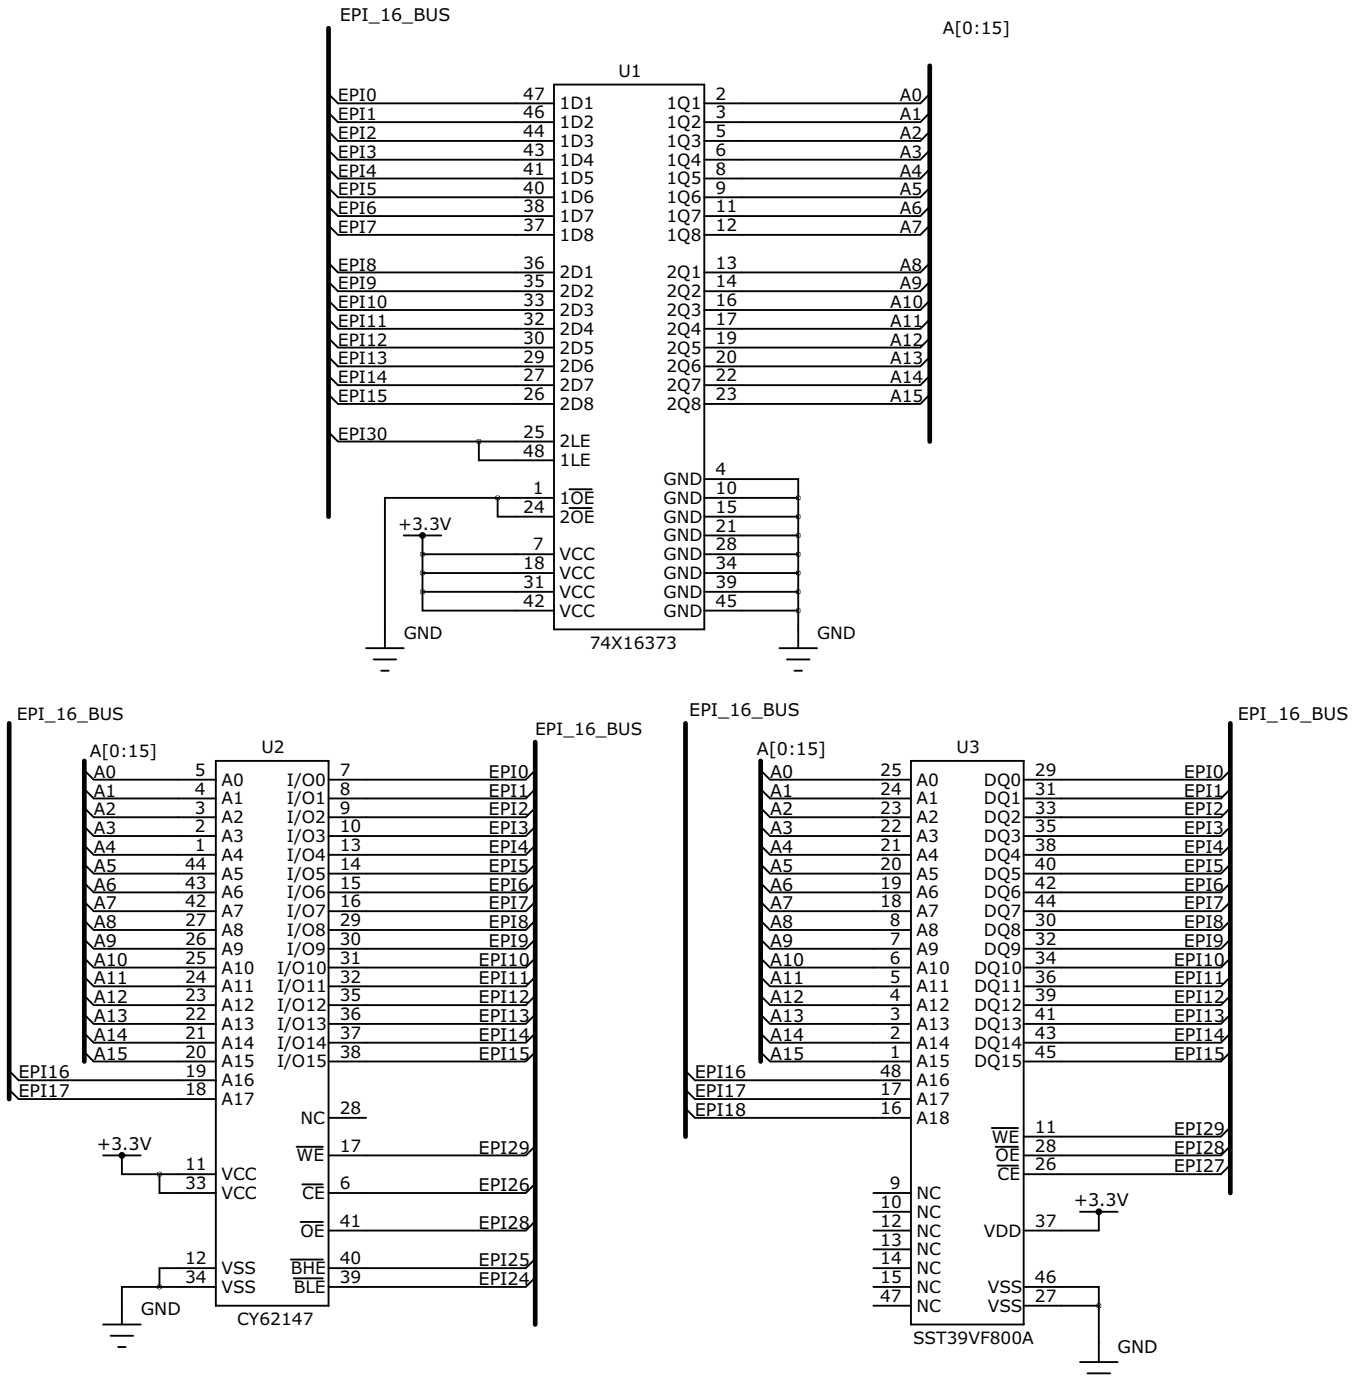 EPI_16_BUS
A[0:15]
U1
EPI0 47 1D1 1Q1 2 A0
EPI1 46 1D2 1Q2 3 A1
EPI2 44 1D3 1Q3 5 A2
EPI3 43 1D4 1Q4 6 A3
EPI4 41 1D5 1Q5 8 A4
EPI5 40 1D6 1Q6 9 A5
EPI6 38 1D7 1Q7 11 A6
EPI7 37 1D8 1Q8 12 A7
EPI8 36 2D1 2Q1 13 A8
EPI9 35 2D2 2Q2 14 A9
EPI10 33 2D3 2Q3 16 A10
EPI11 32 2D4 2Q4 17 A11
EPI12 30 2D5 2Q5 19 A12
EPI13 29 2D6 2Q6 20 A13
EPI14 27 2D7 2Q7 22 A14
EPI15 26 2D8 2Q8 23 A15
EPI30 25 2LE
48 1LE
GND 4
1 1OE GND 10
24 2OE GND 15
+3.3V GND 21
7 VCC GND 28
18 VCC GND 34
31 VCC GND 39
42 VCC GND 45
GND GND
74X16373
EPI_16_BUS
EPI_16_BUS
A[0:15]
U2
A0 5 A0 I/O0 7 EPI0
A1 4 A1 I/O1 8 EPI1
A2 3 A2 I/O2 9 EPI2
A3 2 A3 I/O3 10 EPI3
A4 1 A4 I/O4 13 EPI4
A5 44 A5 I/O5 14 EPI5
A6 43 A6 I/O6 15 EPI6
A7 42 A7 I/O7 16 EPI7
A8 27 A8 I/O8 29 EPI8
A9 26 A9 I/O9 30 EPI9
A10 25 A10 I/O10 31 EPI10
A11 24 A11 I/O11 32 EPI11
A12 23 A12 I/O12 35 EPI12
A13 22 A13 I/O13 36 EPI13
A14 21 A14 I/O14 37 EPI14
A15 20 A15 I/O15 38 EPI15
EPI16 19 A16
EPI17 18 A17
NC 28
+3.3V WE 17 EPI29
11 VCC
33 VCC CE 6 EPI26
OE 41 EPI28
12 VSS BHE 40 EPI25
34 VSS BLE 39 EPI24
GND
CY62147
EPI_16_BUS
EPI_16_BUS
A[0:15]
U3
A0 25 A0 DQ0 29 EPI0
A1 24 A1 DQ1 31 EPI1
A2 23 A2 DQ2 33 EPI2
A3 22 A3 DQ3 35 EPI3
A4 21 A4 DQ4 38 EPI4
A5 20 A5 DQ5 40 EPI5
A6 19 A6 DQ6 42 EPI6
A7 18 A7 DQ7 44 EPI7
A8 8 A8 DQ8 30 EPI8
A9 7 A9 DQ9 32 EPI9
A10 6 A10 DQ10 34 EPI10
A11 5 A11 DQ11 36 EPI11
A12 4 A12 DQ12 39 EPI12
A13 3 A13 DQ13 41 EPI13
A14 2 A14 DQ14 43 EPI14
A15 1 A15 DQ15 45 EPI15
EPI16 48 A16
EPI17 17 A17
EPI18 16 A18
WE 11 EPI29
OE 28 EPI28
CE 26 EPI27
9 NC
10 NC +3.3V
12 NC VDD 37
13 NC
14 NC
15 NC VSS 46
47 NC VSS 27
SST39VF800A
GND